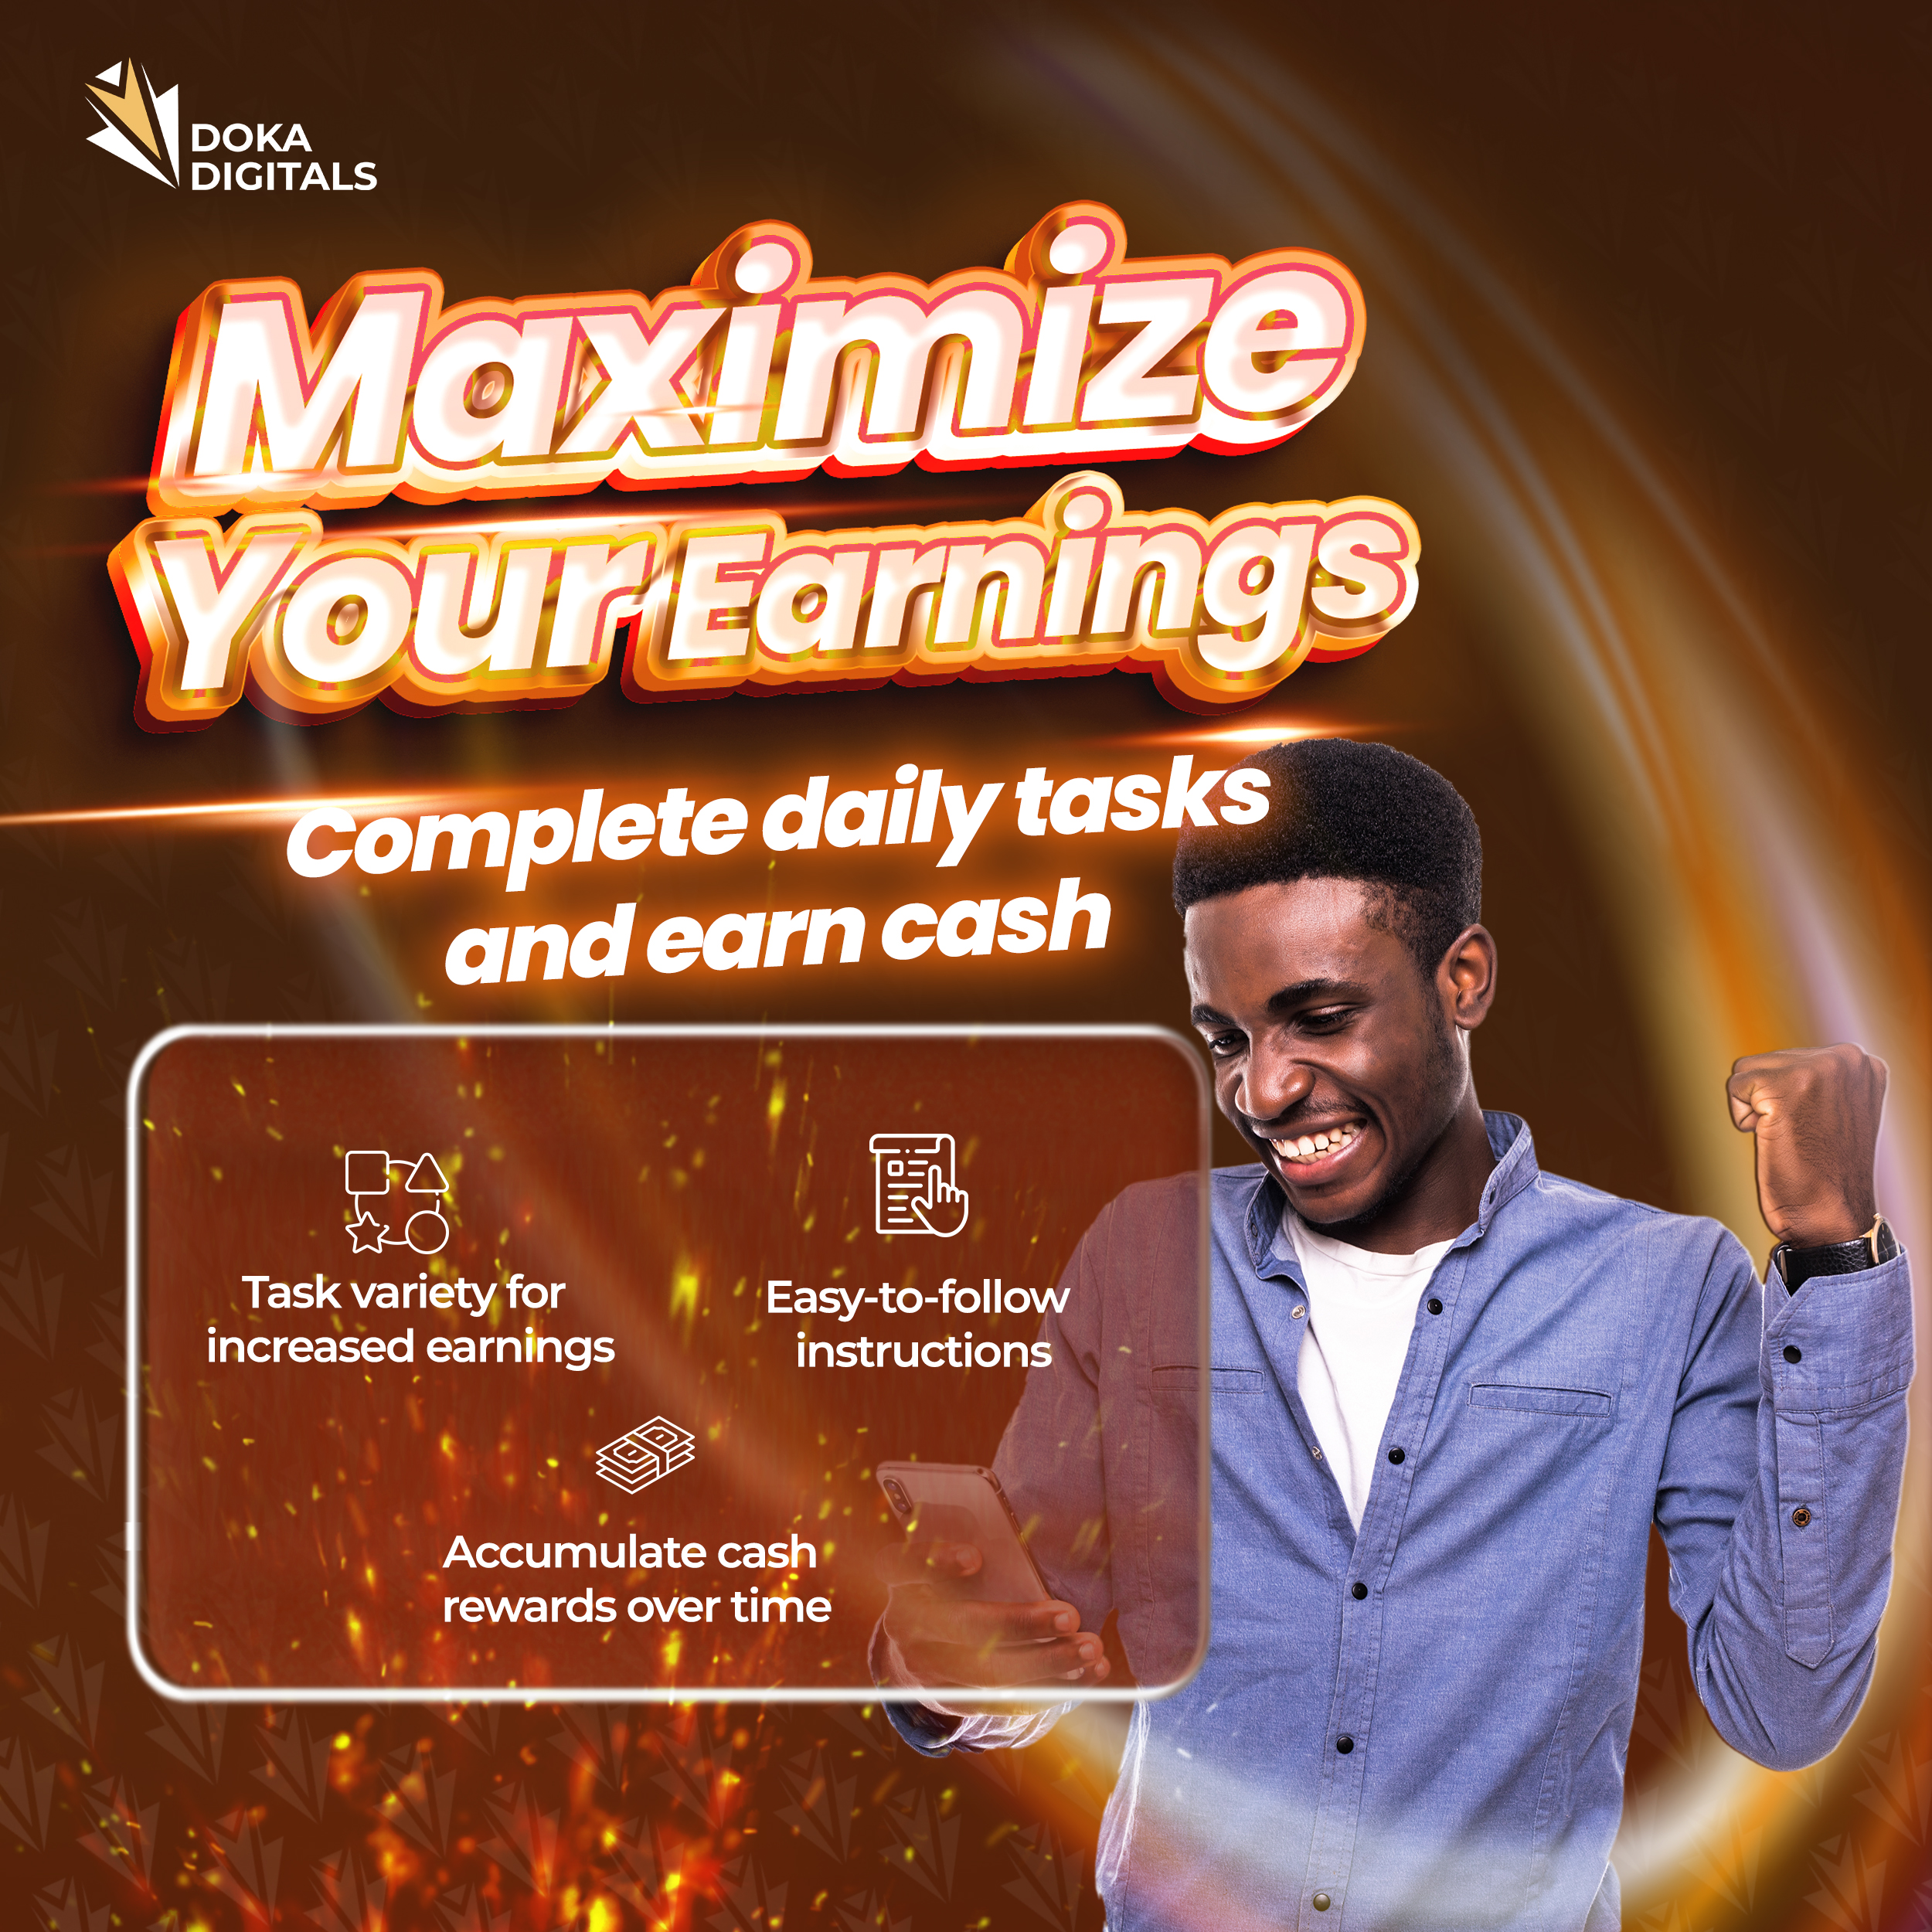 DOKA
DIGITALS
Maximize
Your Earnings
Complete daily tasks
and earn cash
Task variety for
increased earnings
Easy-to-follow
instructions
Accumulate cash
rewards over time